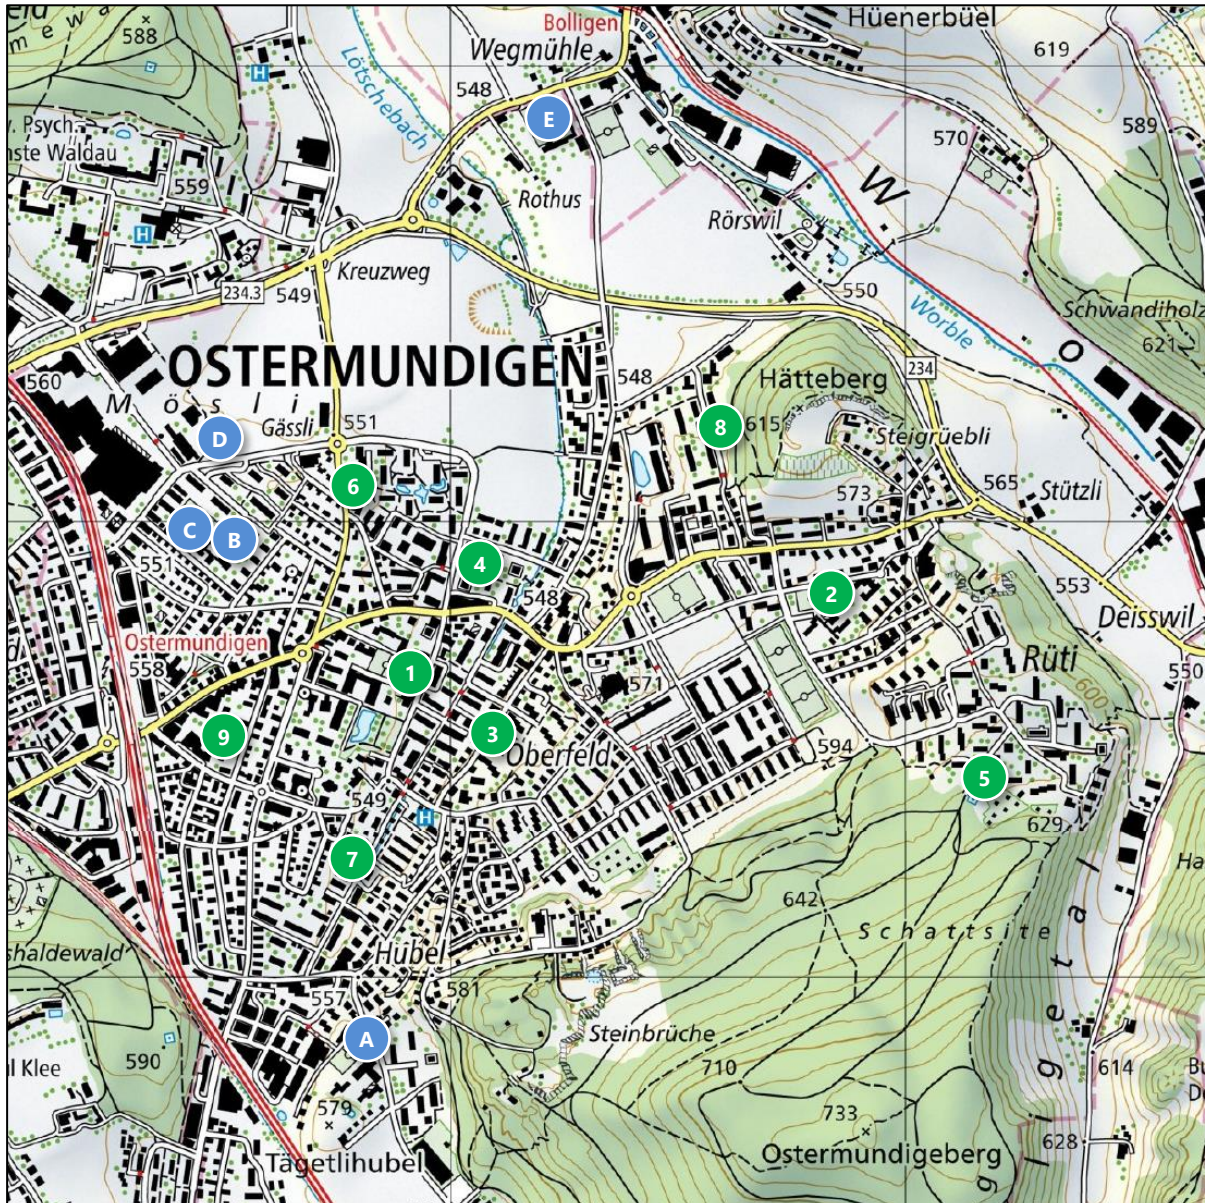 Bolligen
Hüenerbüel
588
Wegmühle
619
H
Lötschebach
548
E
570
589
v. Psych.
nste Waldau
559
Rothus
W
H
Rörswil
Kreuzweg
234.3
549
550
Worble
Schwandiholz
OSTERMUNDIGEN
O
621
560
548
Hätteberg
234
Mösli
Gässli
551
D
8
615
Steigrüebli
6
573
565
Stützli
C
B
551
4
548
2
553
Deisswil
Ostermundigen
558
1
571
Rüti
600
550
9
3
Oberfeld
594
5
549
H
629
7
642
Schattsite
shaldewald
Hubel
557
581
A
Steinbrüche
590
l Klee
579
710
614
733
628
Tägetlihubel
Ostermundigeberg